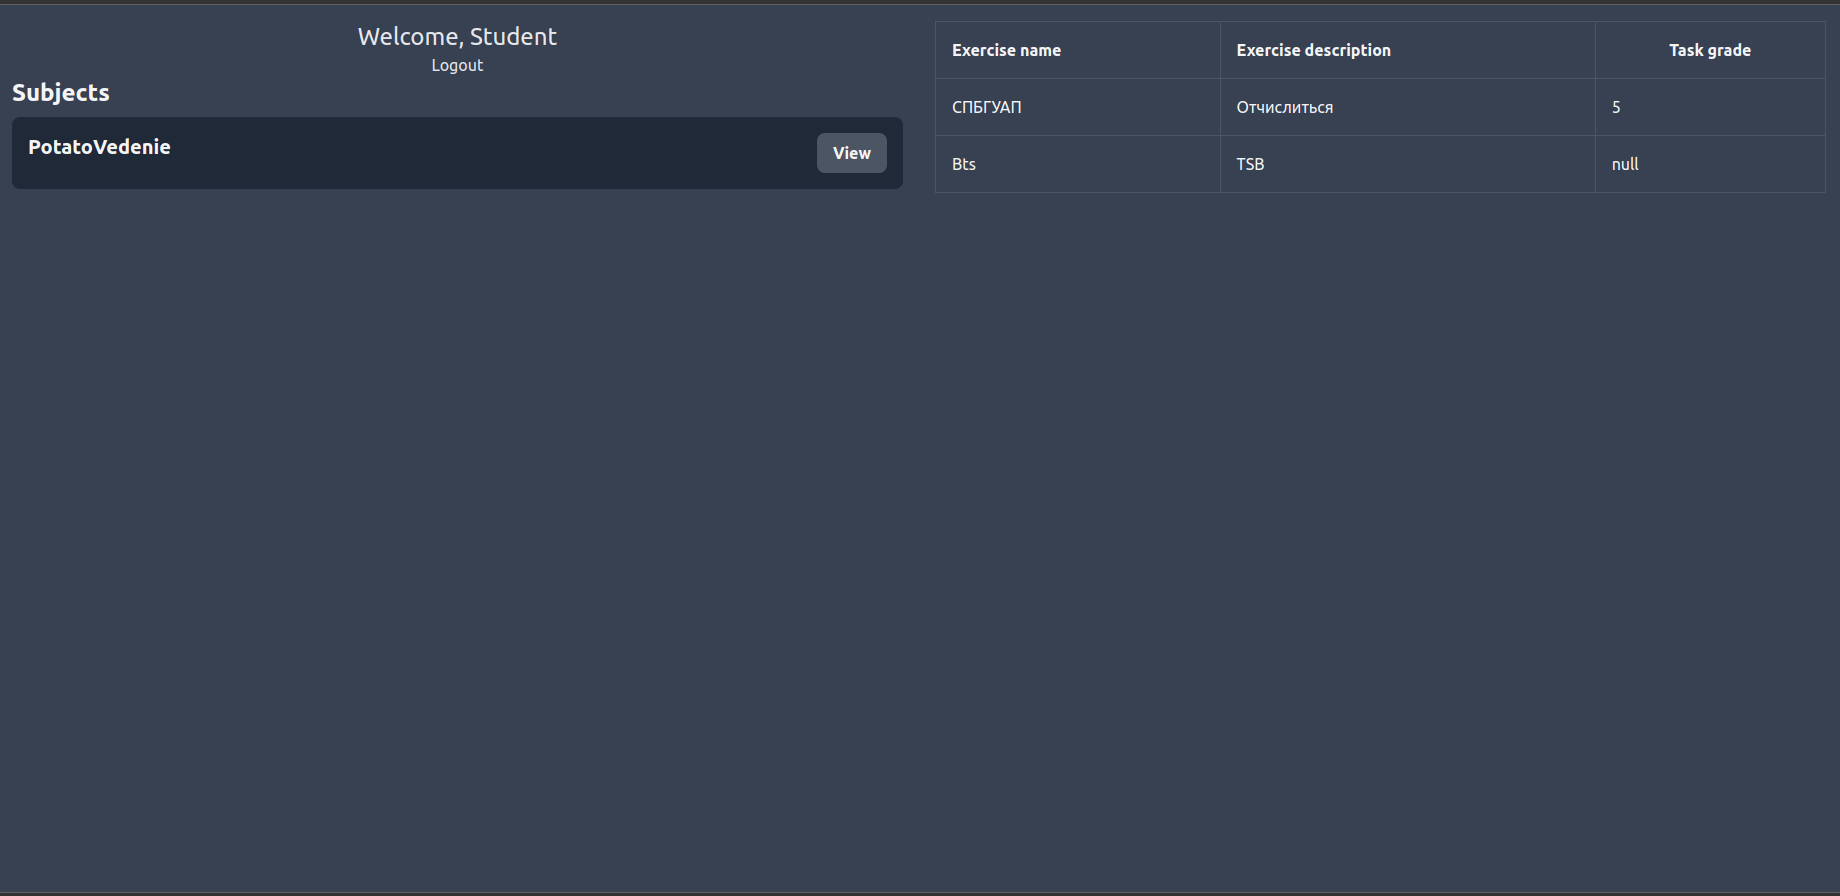 Welcome, Student
Logout
Subjects
PotatoVedenie
View
Exercise name Exercise description Task grade
СПБГУАП Отчислиться 5
Bts TSB null